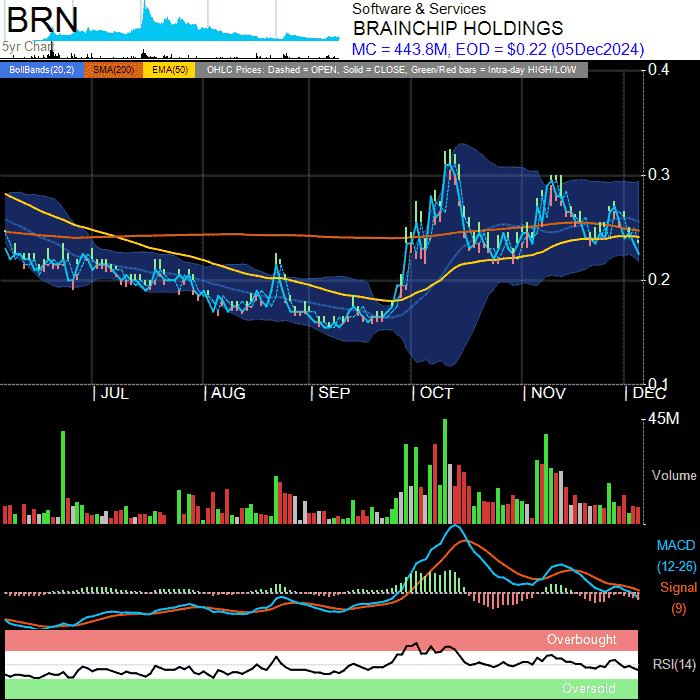 BRN
5yr Chart
Software & Services
BRAINCHIP HOLDINGS
MC = 443.8M, EOD = $0.22 (05Dec2024)
BollBands(20,2) SMA(200) EMA(50) OHLC Prices: Dashed = OPEN, Solid = CLOSE, Green/Red bars = Intra-day HIGH/LOW
0.4
0.3
0.2
0.1
JUL AUG SEP OCT NOV DEC
45M
Volume
MACD
(12-26)
Signal
(9)
Overbought
RSI(14)
Oversold